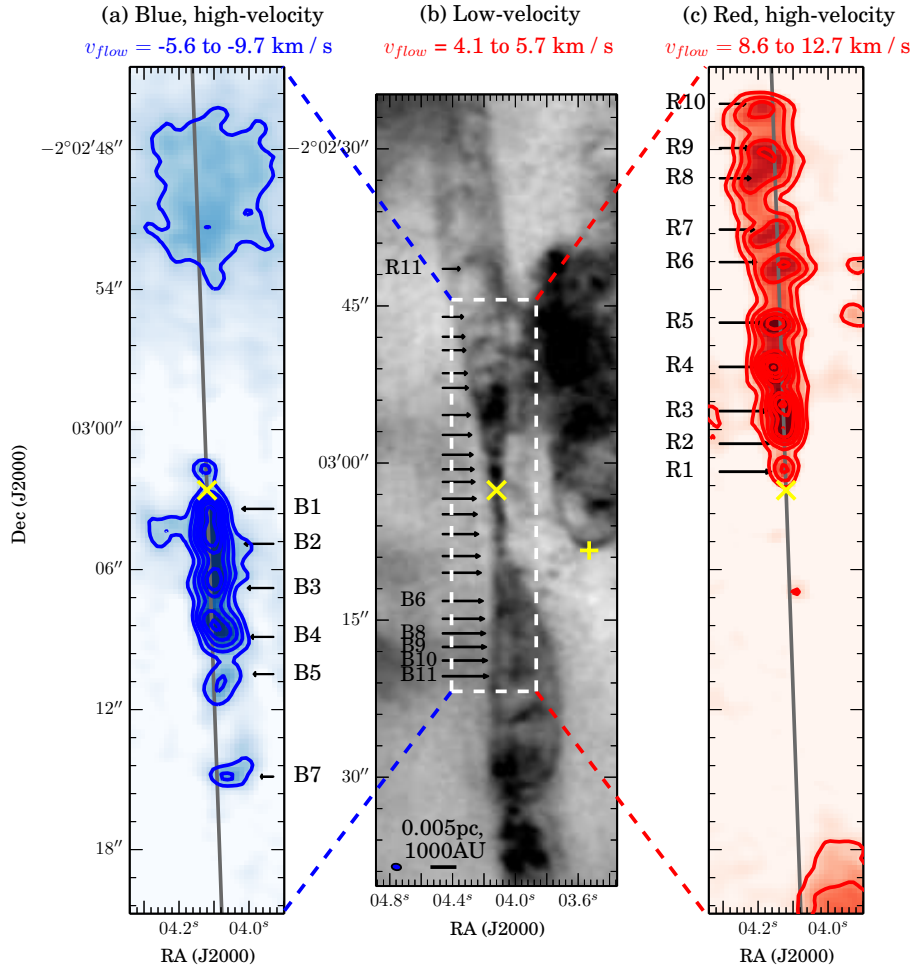 (a) Blue, high-velocity
v_flow = -5.6 to -9.7 km / s
(b) Low-velocity
v_flow = 4.1 to 5.7 km / s
(c) Red, high-velocity
v_flow = 8.6 to 12.7 km / s
Dec (J2000)
−2°02′48″
54″
03′00″
06″
12″
18″
B1
B2
B3
B4
B5
B7
04.2ˢ
04.0ˢ
RA (J2000)
−2°02′30″
45″
03′00″
15″
30″
R11
B6
B8
B9
B10
B11
0.005pc,
1000AU
04.8ˢ
04.4ˢ
04.0ˢ
03.6ˢ
RA (J2000)
R10
R9
R8
R7
R6
R5
R4
R3
R2
R1
04.2ˢ
04.0ˢ
RA (J2000)